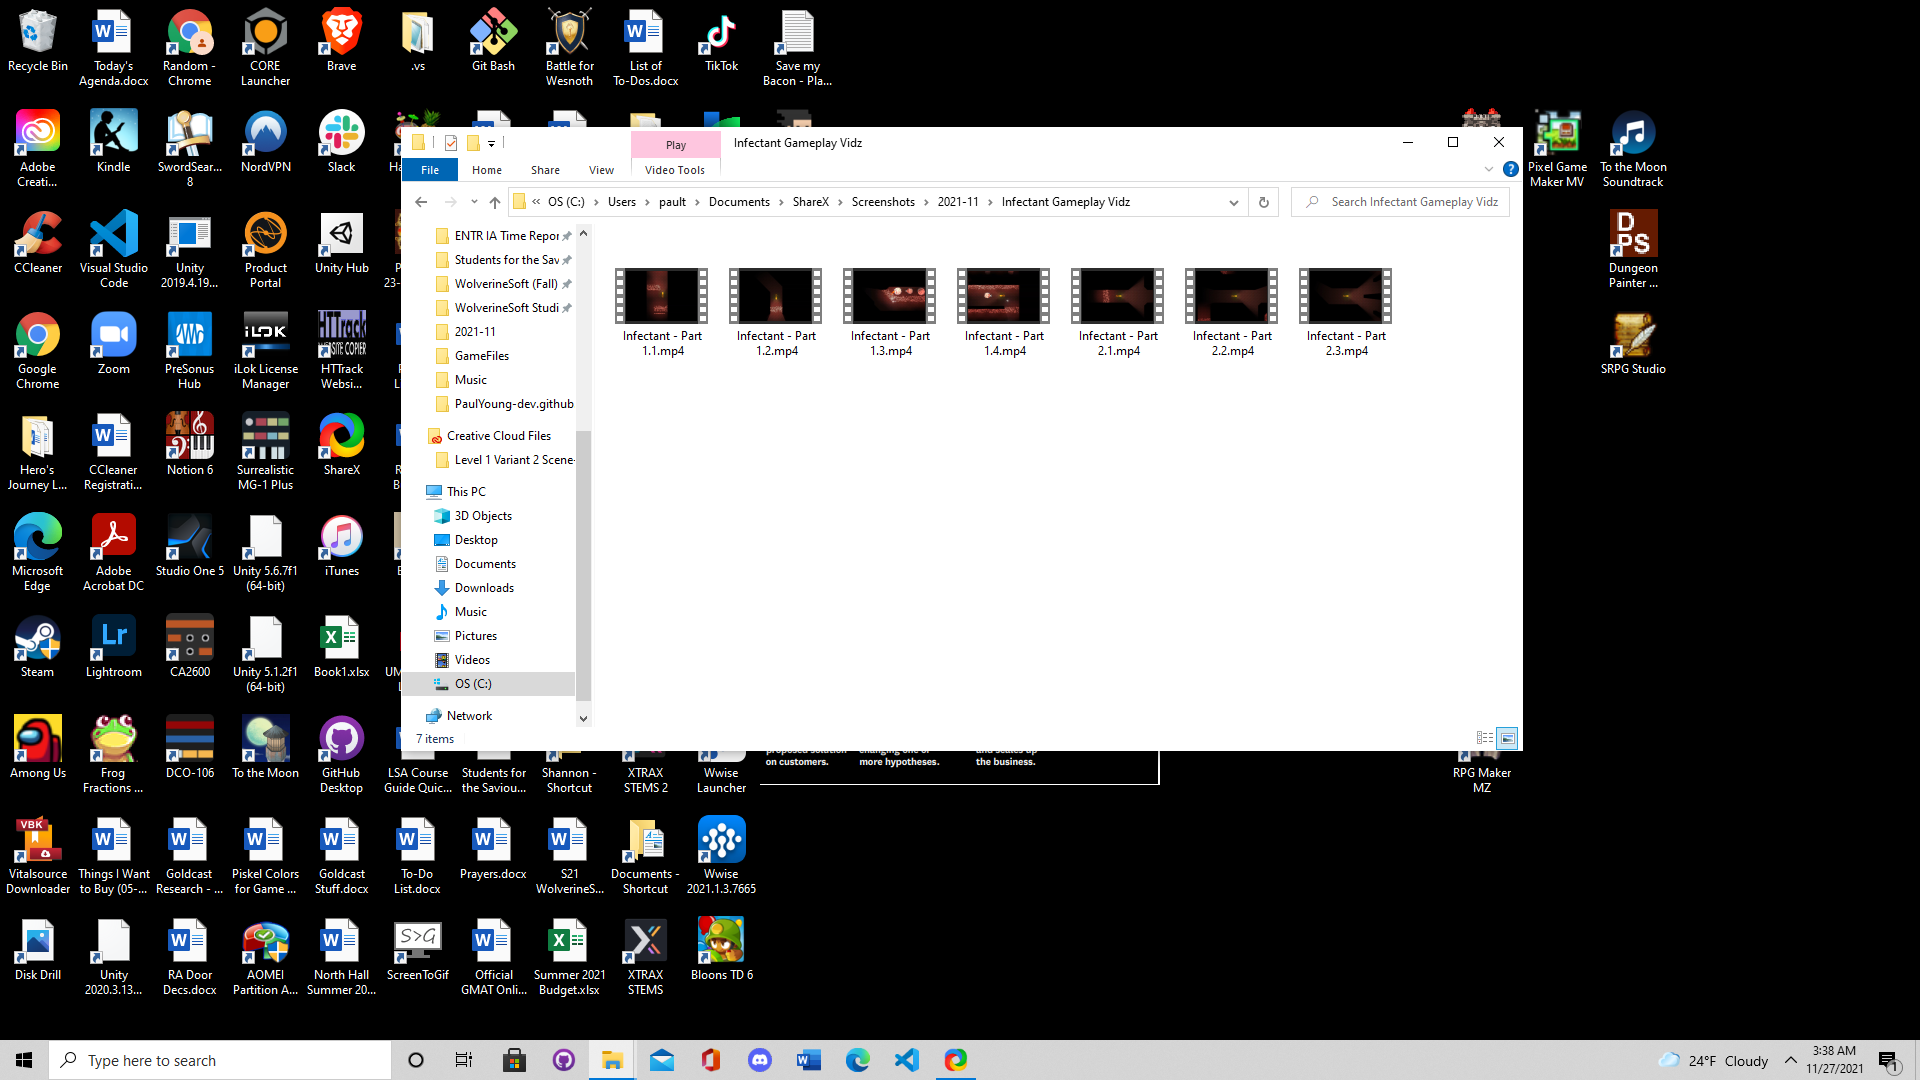 Recycle Bin
Today's
Agenda.docx
Random -
Chrome
CORE
Launcher
Brave
.vs
Git Bash
Battle for
Wesnoth
List of
To-Dos.docx
TikTok
Save my
Bacon - Pla...
Adobe
Creati...
Kindle
SwordSear...
8
NordVPN
Slack
Pixel Game
Maker MV
To the Moon
Soundtrack
CCleaner
Visual Studio
Code
Unity
2019.4.19...
Product
Portal
Unity Hub
Dungeon
Painter ...
Google
Chrome
Zoom
PreSonus
Hub
iLok License
Manager
HTTrack
Websi...
SRPG Studio
Hero's
Journey L...
CCleaner
Registrati...
Notion 6
Surrealistic
MG-1 Plus
ShareX
Microsoft
Edge
Adobe
Acrobat DC
Studio One 5
Unity 5.6.7f1
(64-bit)
iTunes
Steam
Lightroom
CA2600
Unity 5.1.2f1
(64-bit)
Book1.xlsx
Among Us
Frog
Fractions ...
DCO-106
To the Moon
GitHub
Desktop
LSA Course
Guide Quic...
Students for
the Saviou...
Shannon -
Shortcut
XTRAX
STEMS 2
Wwise
Launcher
RPG Maker
MZ
Vitalsource
Downloader
Things I Want
to Buy (05-...
Goldcast
Research - ...
Piskel Colors
for Game ...
Goldcast
Stuff.docx
To-Do
List.docx
Prayers.docx
S21
WolverineS...
Documents -
Shortcut
Wwise
2021.1.3.7665
Disk Drill
Unity
2020.3.13...
RA Door
Decs.docx
AOMEI
Partition A...
North Hall
Summer 20...
ScreenToGif
Official
GMAT Onli...
Summer 2021
Budget.xlsx
XTRAX
STEMS
Bloons TD 6
Play
Infectant Gameplay Vidz
File
Home
Share
View
Video Tools
« OS (C:) › Users › pault › Documents › ShareX › Screenshots › 2021-11 › Infectant Gameplay Vidz
Search Infectant Gameplay Vidz
ENTR IA Time Repor
Students for the Sav
WolverineSoft (Fall)
WolverineSoft Studi
2021-11
GameFiles
Music
PaulYoung-dev.github
Creative Cloud Files
Level 1 Variant 2 Scene-
This PC
3D Objects
Desktop
Documents
Downloads
Music
Pictures
Videos
OS (C:)
Network
Infectant - Part
1.1.mp4
Infectant - Part
1.2.mp4
Infectant - Part
1.3.mp4
Infectant - Part
1.4.mp4
Infectant - Part
2.1.mp4
Infectant - Part
2.2.mp4
Infectant - Part
2.3.mp4
7 items
on customers.
changing one or
more hypotheses.
and scales up
the business.
Type here to search
24°F Cloudy
3:38 AM
11/27/2021
1